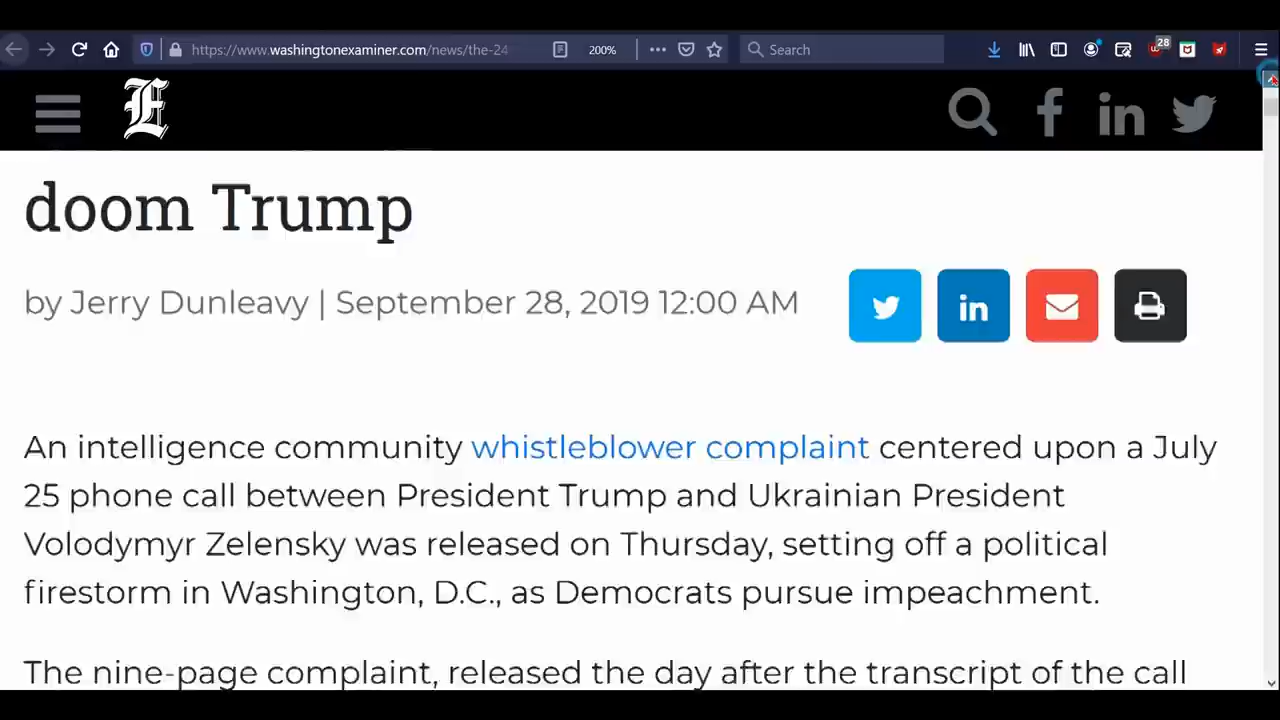 https://www.washingtonexaminer.com/news/the-24
200%
Search
28
E
doom Trump
by Jerry Dunleavy | September 28, 2019 12:00 AM
An intelligence community whistleblower complaint centered upon a July
25 phone call between President Trump and Ukrainian President
Volodymyr Zelensky was released on Thursday, setting off a political
firestorm in Washington, D.C., as Democrats pursue impeachment.
The nine-page complaint, released the day after the transcript of the call